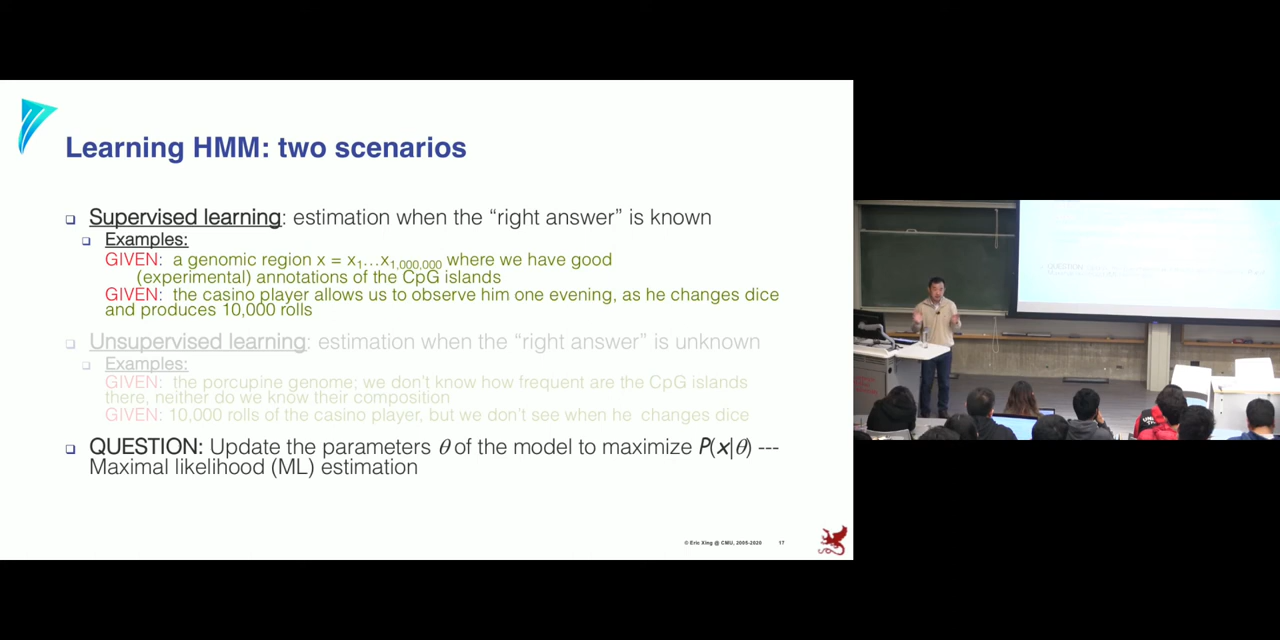 Learning HMM: two scenarios
Supervised learning: estimation when the “right answer” is known
Examples:
GIVEN: a genomic region x = x1…x1,000,000 where we have good
(experimental) annotations of the CpG islands
GIVEN: the casino player allows us to observe him one evening, as he changes dice
and produces 10,000 rolls
Unsupervised learning: estimation when the “right answer” is unknown
Examples:
GIVEN: the porcupine genome; we don’t know how frequent are the CpG islands
there, neither do we know their composition
GIVEN: 10,000 rolls of the casino player, but we don’t see when he changes dice
QUESTION: Update the parameters θ of the model to maximize P(x|θ) ---
Maximal likelihood (ML) estimation
© Eric Xing @ CMU, 2005-2020
17